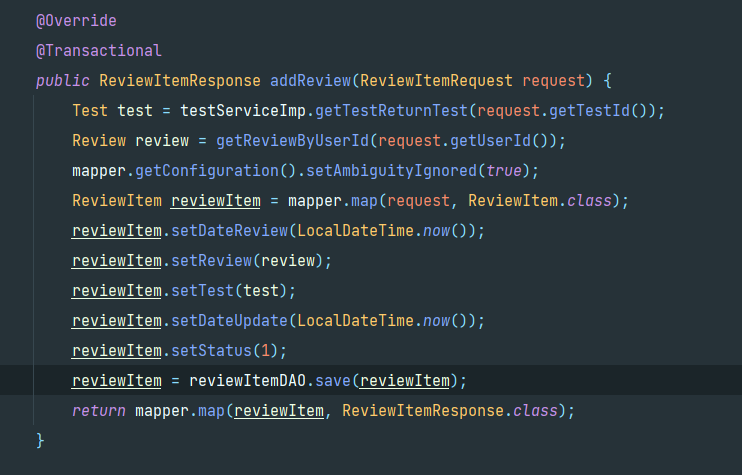 @Override
@Transactional
public ReviewItemResponse addReview(ReviewItemRequest request) {
    Test test = testServiceImp.getTestReturnTest(request.getTestId());
    Review review = getReviewByUserId(request.getUserId());
    mapper.getConfiguration().setAmbiguityIgnored(true);
    ReviewItem reviewItem = mapper.map(request, ReviewItem.class);
    reviewItem.setDateReview(LocalDateTime.now());
    reviewItem.setReview(review);
    reviewItem.setTest(test);
    reviewItem.setDateUpdate(LocalDateTime.now());
    reviewItem.setStatus(1);
    reviewItem = reviewItemDAO.save(reviewItem);
    return mapper.map(reviewItem, ReviewItemResponse.class);
}